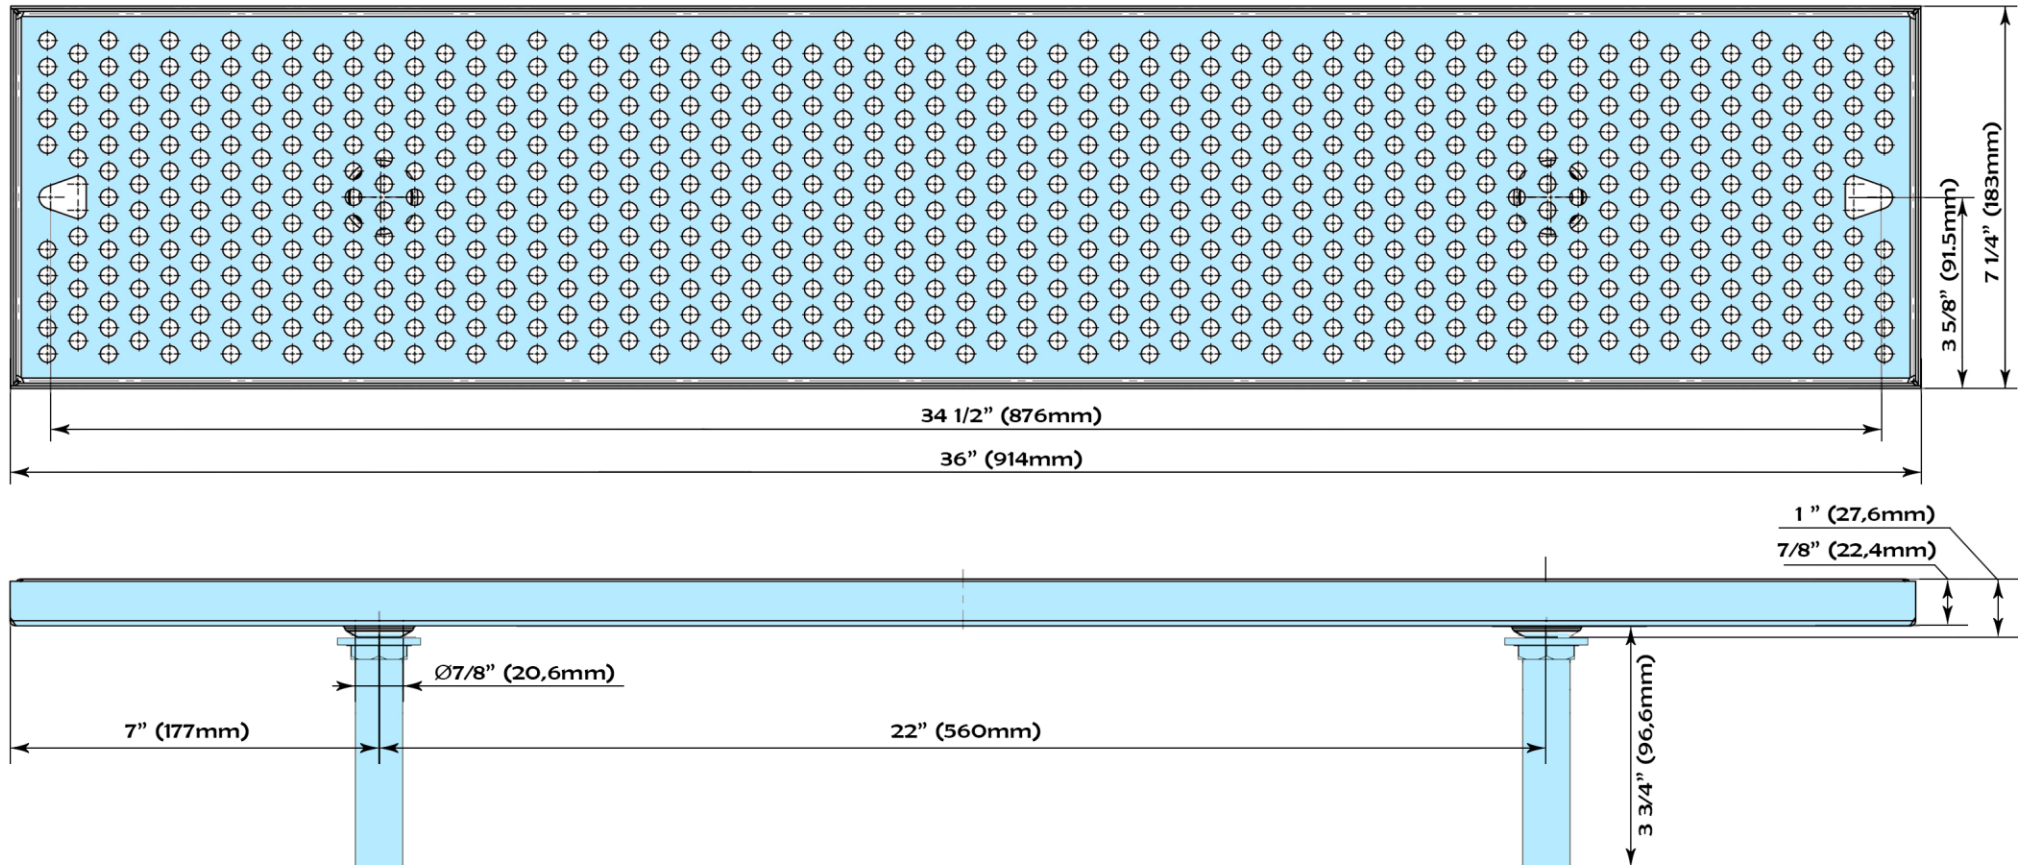 7 1/4” (183mm)
3 5/8” (91.5mm)
34 1/2” (876mm)
36” (914mm)
1 ” (27,6mm)
7/8” (22,4mm)
Ø7/8” (20,6mm)
7” (177mm)
22” (560mm)
3 3/4” (96,6mm)